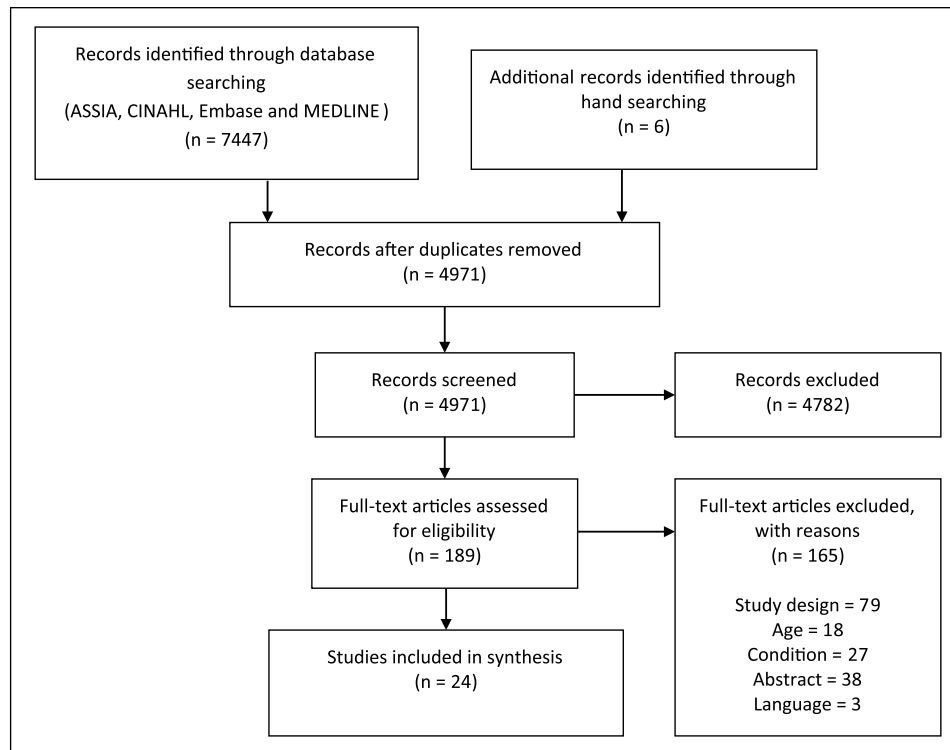 Records identified through database
searching
(ASSIA, CINAHL, Embase and MEDLINE )
(n = 7447)
Additional records identified through
hand searching
(n = 6)
Records after duplicates removed
(n = 4971)
Records screened
(n = 4971)
Records excluded
(n = 4782)
Full-text articles assessed
for eligibility
(n = 189)
Full-text articles excluded,
with reasons
(n = 165)
Study design = 79
Age = 18
Condition = 27
Abstract = 38
Language = 3
Studies included in synthesis
(n = 24)